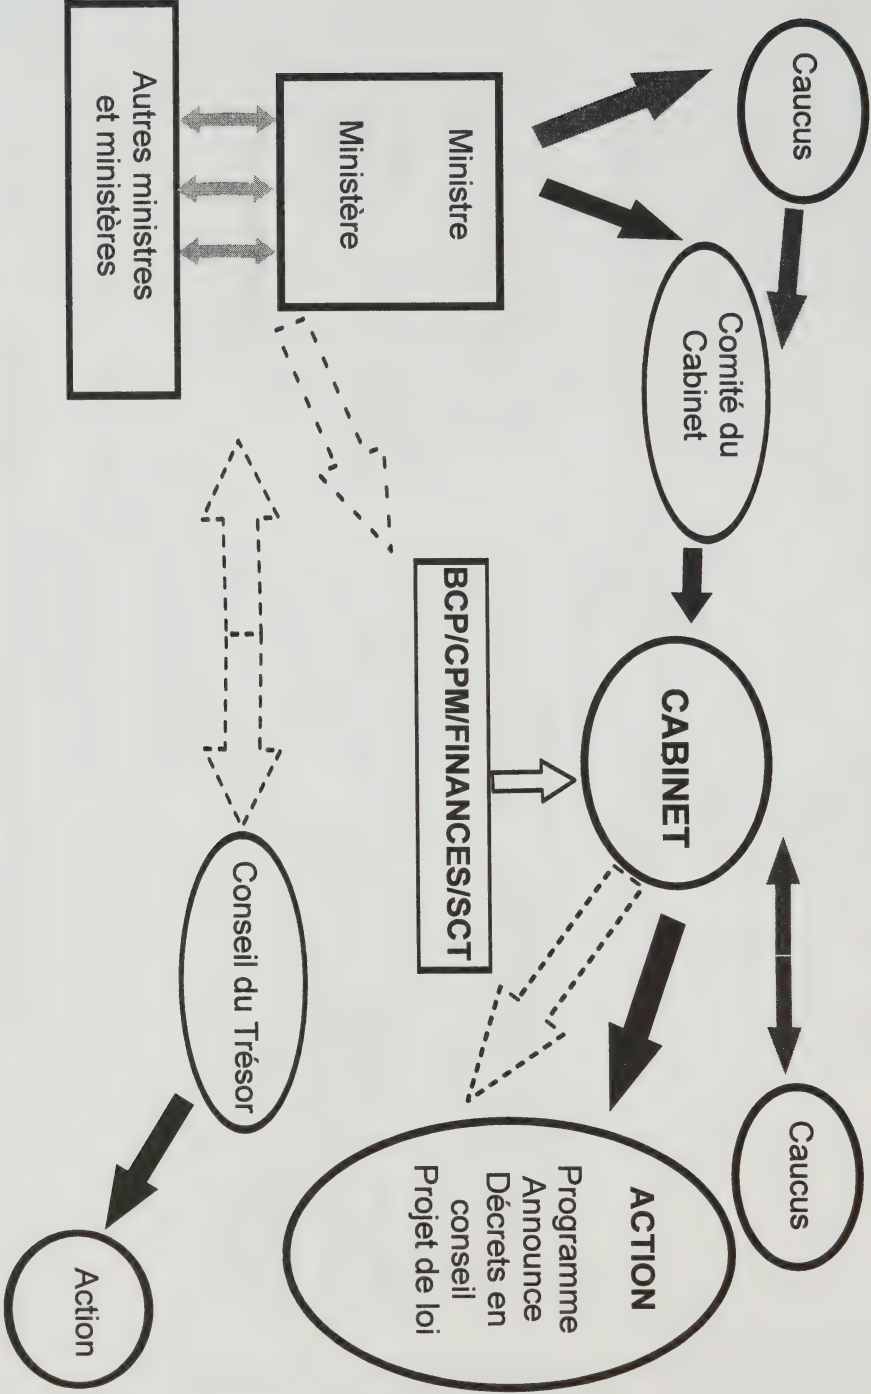 Caucus
Comité du
Cabinet
CABINET
Caucus
Ministre
Ministère
BCP/CPM/FINANCES/SCT
ACTION
Programme
Announce
Décrets en
conseil
Projet de loi
Autres ministres
et ministères
Conseil du Trésor
Action